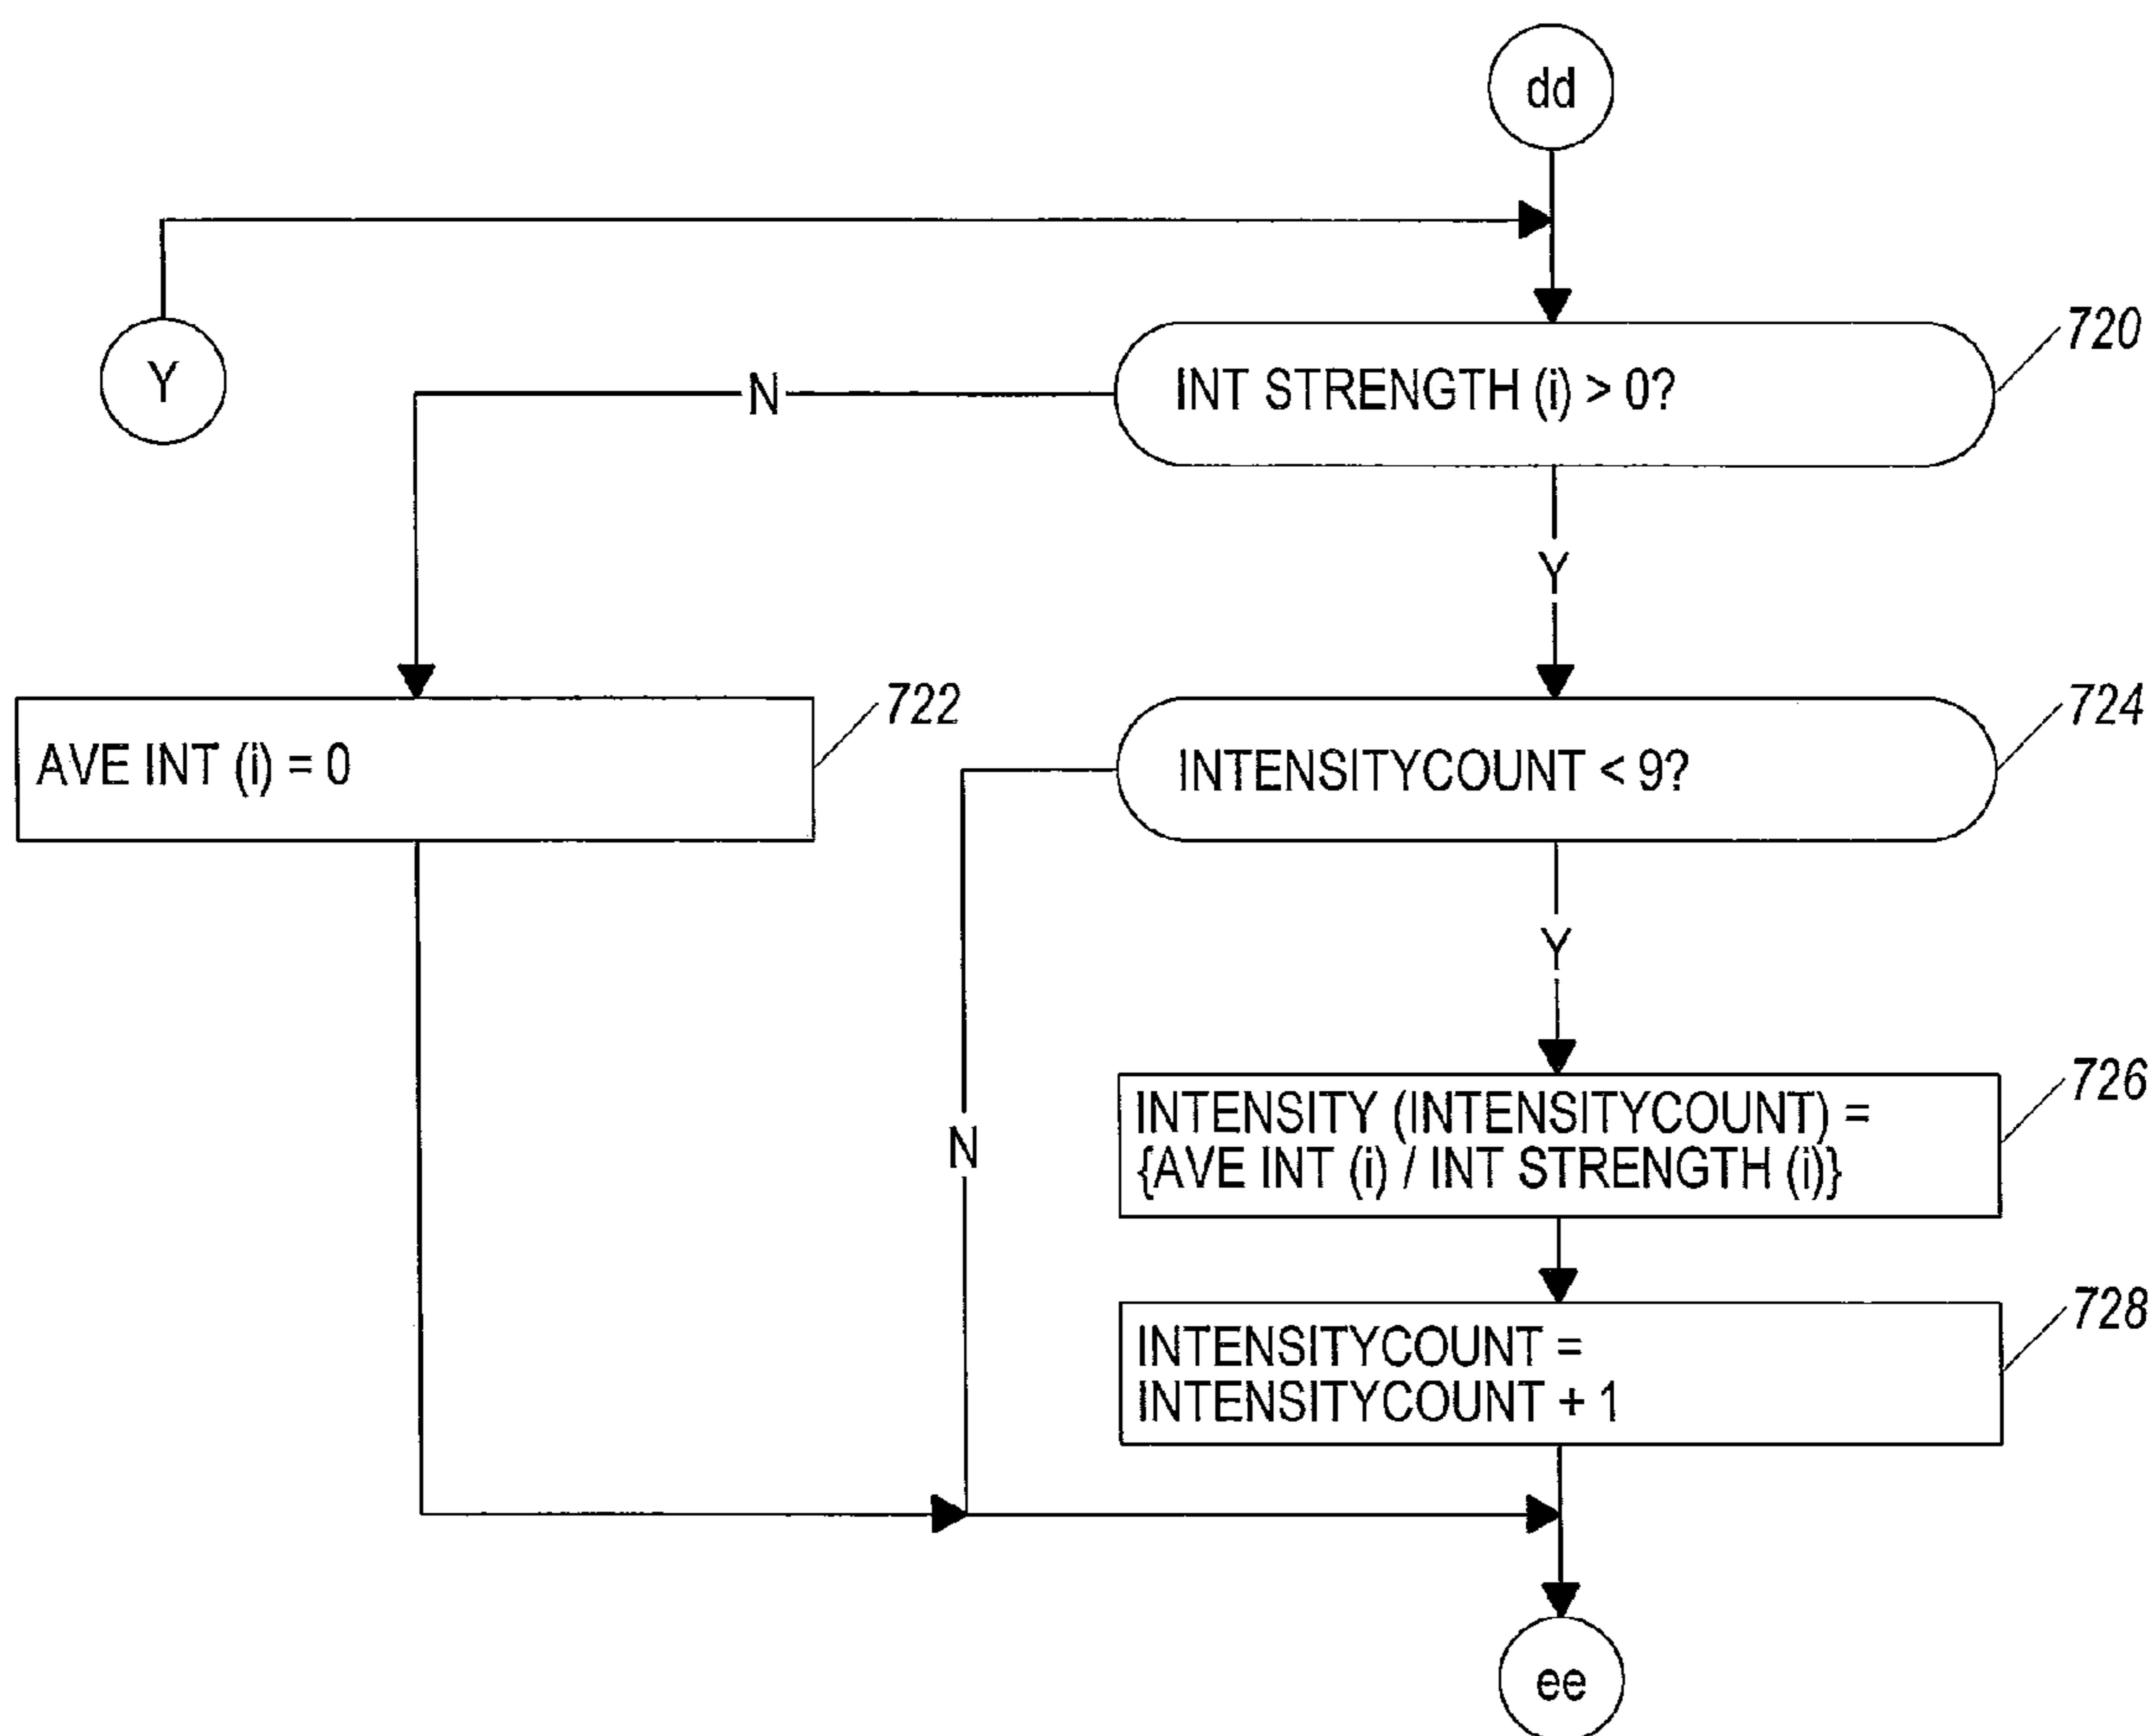 dd
Y
INT STRENGTH (i) > 0?
720
N
Y
AVE INT (i) = 0
722
INTENSITYCOUNT < 9?
724
Y
N
INTENSITY (INTENSITYCOUNT) =
{AVE INT (i) / INT STRENGTH (i)}
726
INTENSITYCOUNT =
INTENSITYCOUNT + 1
728
ee